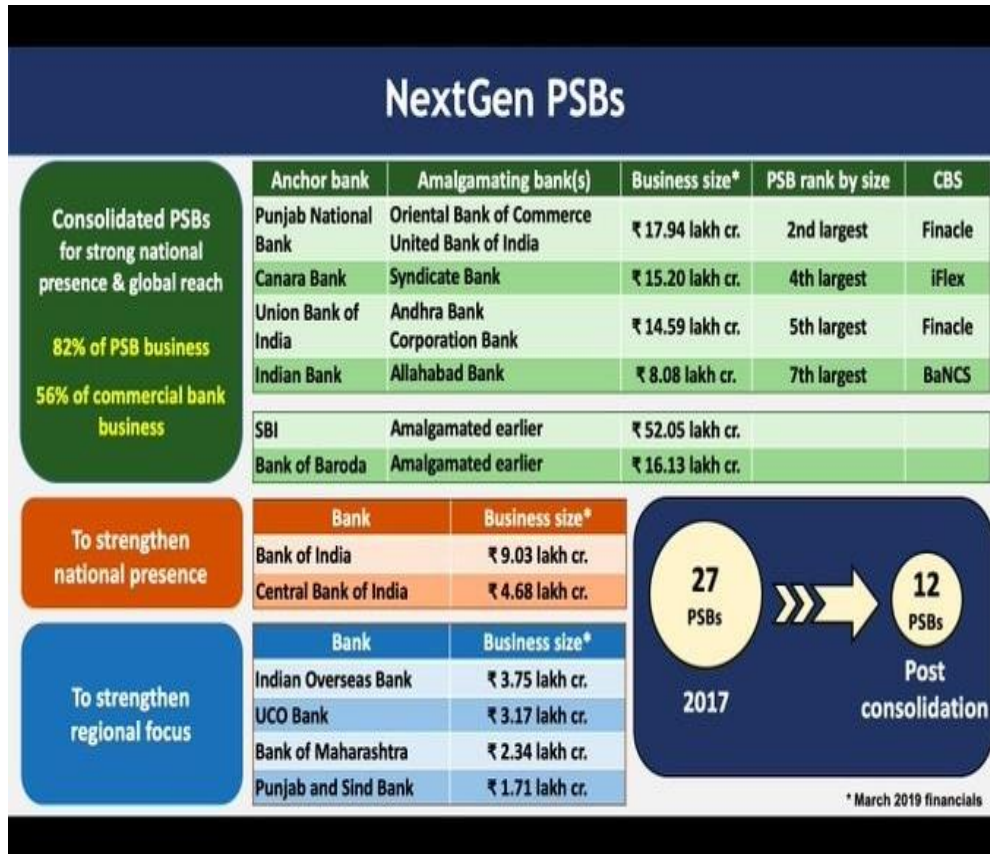 NextGen PSBs
Consolidated PSBs
for strong national
presence & global reach
82% of PSB business
56% of commercial bank
business
Anchor bank Amalgamating bank(s) Business size* PSB rank by size CBS
Punjab National Bank Oriental Bank of Commerce United Bank of India ₹ 17.94 lakh cr. 2nd largest Finacle
Canara Bank Syndicate Bank ₹ 15.20 lakh cr. 4th largest iFlex
Union Bank of India Andhra Bank Corporation Bank ₹ 14.59 lakh cr. 5th largest Finacle
Indian Bank Allahabad Bank ₹ 8.08 lakh cr. 7th largest BaNCS
SBI Amalgamated earlier ₹ 52.05 lakh cr.
Bank of Baroda Amalgamated earlier ₹ 16.13 lakh cr.
To strengthen
national presence
Bank Business size*
Bank of India ₹ 9.03 lakh cr.
Central Bank of India ₹ 4.68 lakh cr.
To strengthen
regional focus
Bank Business size*
Indian Overseas Bank ₹ 3.75 lakh cr.
UCO Bank ₹ 3.17 lakh cr.
Bank of Maharashtra ₹ 2.34 lakh cr.
Punjab and Sind Bank ₹ 1.71 lakh cr.
27
PSBs
2017
12
PSBs
Post
consolidation
* March 2019 financials